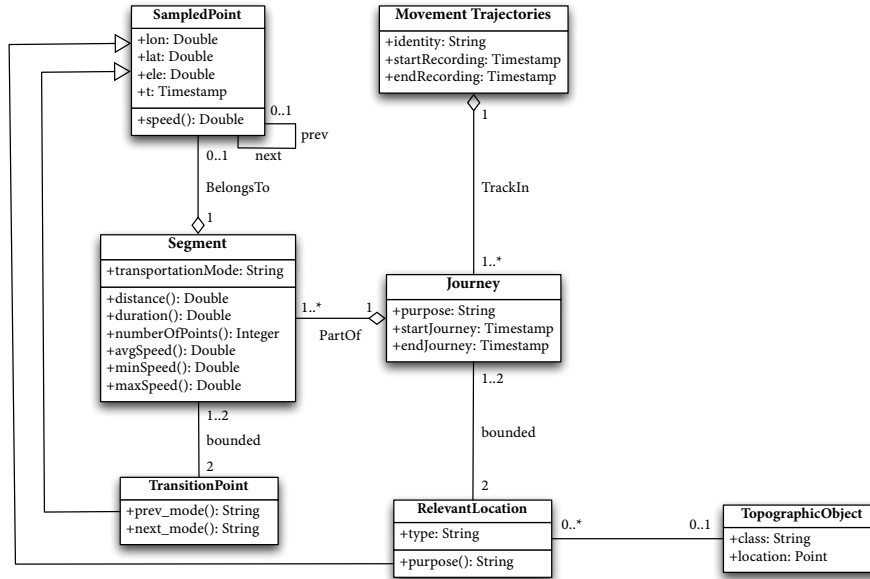 SampledPoint
+lon: Double
+lat: Double
+ele: Double
+t: Timestamp
+speed(): Double
0..1
prev
next
0..1
BelongsTo
1
Movement Trajectories
+identity: String
+startRecording: Timestamp
+endRecording: Timestamp
1
TrackIn
1..*
Segment
+transportationMode: String
+distance(): Double
+duration(): Double
+numberOfPoints(): Integer
+avgSpeed(): Double
+minSpeed(): Double
+maxSpeed(): Double
1..*
1
PartOf
Journey
+purpose: String
+startJourney: Timestamp
+endJourney: Timestamp
1..2
bounded
2
1..2
bounded
2
TransitionPoint
+prev_mode(): String
+next_mode(): String
RelevantLocation
+type: String
+purpose(): String
0..*
0..1
TopographicObject
+class: String
+location: Point